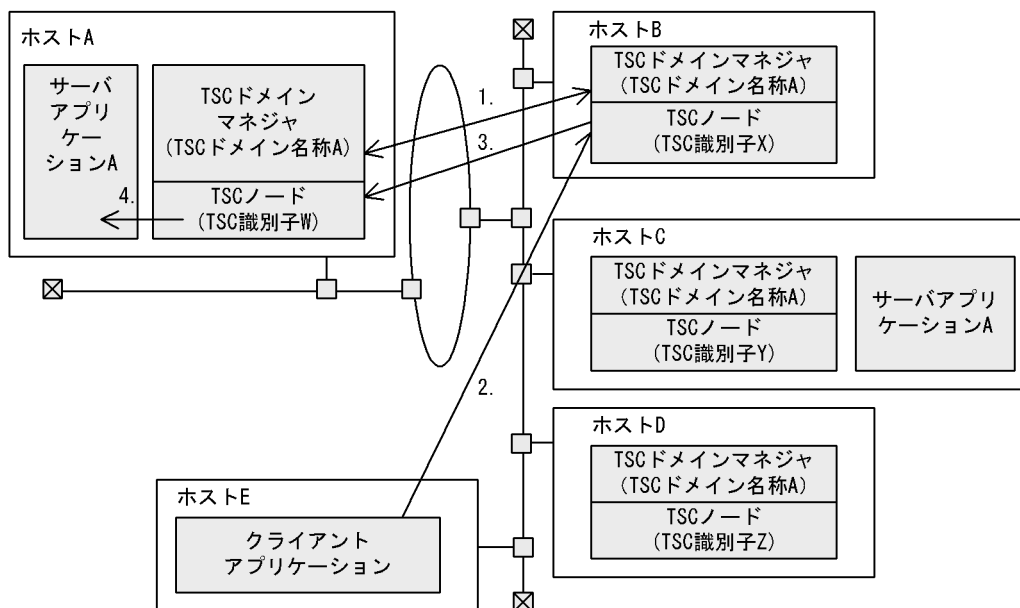 ホストA
サーバ
アプリ
ケー
ションA
TSCドメイン
マネジャ
(TSCドメイン名称A)
TSCノード
(TSC識別子W)
4.
1.
3.
2.
ホストB
TSCドメインマネジャ
(TSCドメイン名称A)
TSCノード
(TSC識別子X)
ホストC
TSCドメインマネジャ
(TSCドメイン名称A)
TSCノード
(TSC識別子Y)
サーバアプリ
ケーションA
ホストD
TSCドメインマネジャ
(TSCドメイン名称A)
TSCノード
(TSC識別子Z)
ホストE
クライアント
アプリケーション